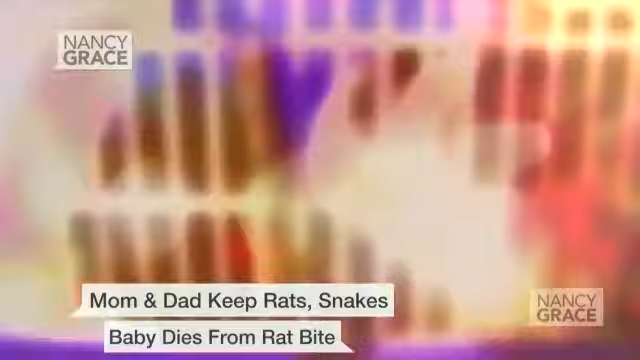 NANCY
GRACE
Mom & Dad Keep Rats, Snakes
Baby Dies From Rat Bite
NANCY
GRACE